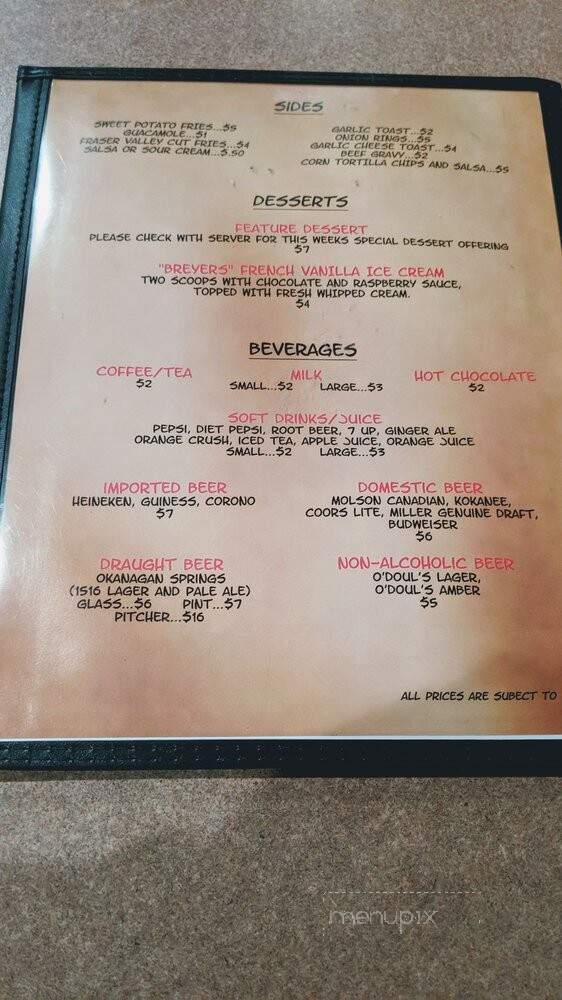 SIDES
SWEET POTATO FRIES...$5
GUACAMOLE...$1
FRASER VALLEY CUT FRIES...$4
SALSA OR SOUR CREAM...$.50
GARLIC TOAST...$2
ONION RINGS...$5
GARLIC CHEESE TOAST...$4
BEEF GRAVY...$2
CORN TORTILLA CHIPS AND SALSA...$5
DESSERTS
FEATURE DESSERT
PLEASE CHECK WITH SERVER FOR THIS WEEKS SPECIAL DESSERT OFFERING
$7
"BREYERS" FRENCH VANILLA ICE CREAM
TWO SCOOPS WITH CHOCOLATE AND RASPBERRY SAUCE,
TOPPED WITH FRESH WHIPPED CREAM.
$4
BEVERAGES
COFFEE/TEA
$2
MILK
SMALL...$2 LARGE...$3
HOT CHOCOLATE
$2
SOFT DRINKS/JUICE
PEPSI, DIET PEPSI, ROOT BEER, 7 UP, GINGER ALE
ORANGE CRUSH, ICED TEA, APPLE JUICE, ORANGE JUICE
SMALL...$2 LARGE...$3
IMPORTED BEER
HEINEKEN, GUINESS, CORONO
$7
DOMESTIC BEER
MOLSON CANADIAN, KOKANEE,
COORS LITE, MILLER GENUINE DRAFT,
BUDWEISER
$6
DRAUGHT BEER
OKANAGAN SPRINGS
(1516 LAGER AND PALE ALE)
GLASS...$6 PINT...$7
PITCHER...$16
NON-ALCOHOLIC BEER
O'DOUL'S LAGER,
O'DOUL'S AMBER
$5
ALL PRICES ARE SUBECT TO
menupix